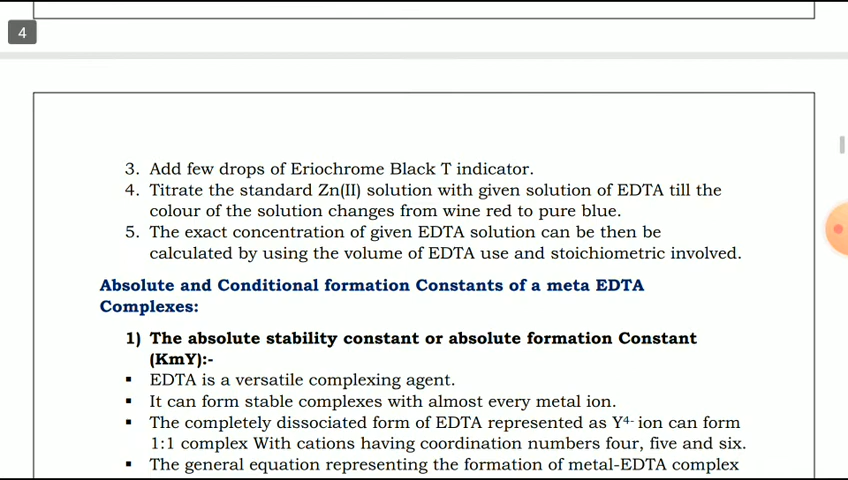 4
3. Add few drops of Eriochrome Black T indicator.
4. Titrate the standard Zn(II) solution with given solution of EDTA till the
colour of the solution changes from wine red to pure blue.
5. The exact concentration of given EDTA solution can be then be
calculated by using the volume of EDTA use and stoichiometric involved.
Absolute and Conditional formation Constants of a meta EDTA
Complexes:
1) The absolute stability constant or absolute formation Constant
(KmY):-
▪ EDTA is a versatile complexing agent.
▪ It can form stable complexes with almost every metal ion.
▪ The completely dissociated form of EDTA represented as Y⁴⁻ ion can form
1:1 complex With cations having coordination numbers four, five and six.
▪ The general equation representing the formation of metal-EDTA complex